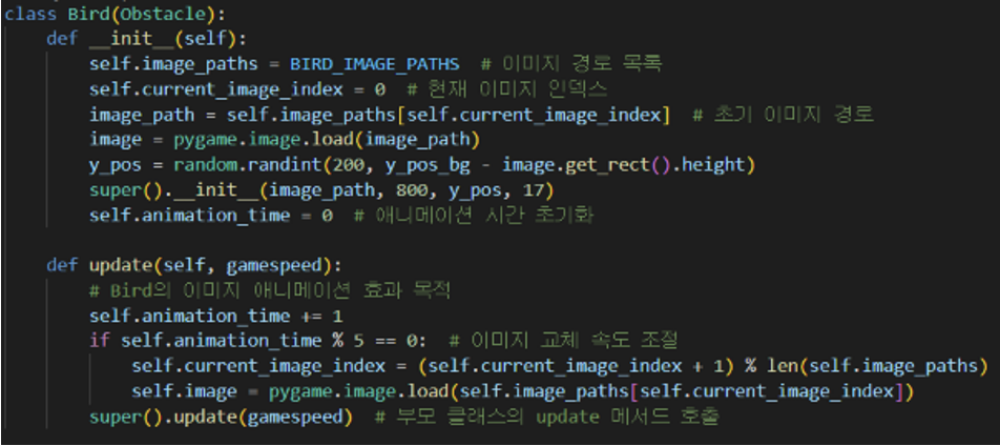 class Bird(Obstacle):
    def __init__(self):
        self.image_paths = BIRD_IMAGE_PATHS  # 이미지 경로 목록
        self.current_image_index = 0  # 현재 이미지 인덱스
        image_path = self.image_paths[self.current_image_index]  # 초기 이미지 경로
        image = pygame.image.load(image_path)
        y_pos = random.randint(200, y_pos_bg - image.get_rect().height)
        super().__init__(image_path, 800, y_pos, 17)
        self.animation_time = 0  # 애니메이션 시간 초기화

    def update(self, gamespeed):
        # Bird의 이미지 애니메이션 효과 목적
        self.animation_time += 1
        if self.animation_time % 5 == 0:  # 이미지 교체 속도 조절
            self.current_image_index = (self.current_image_index + 1) % len(self.image_paths)
            self.image = pygame.image.load(self.image_paths[self.current_image_index])
        super().update(gamespeed)  # 부모 클래스의 update 메서드 호출